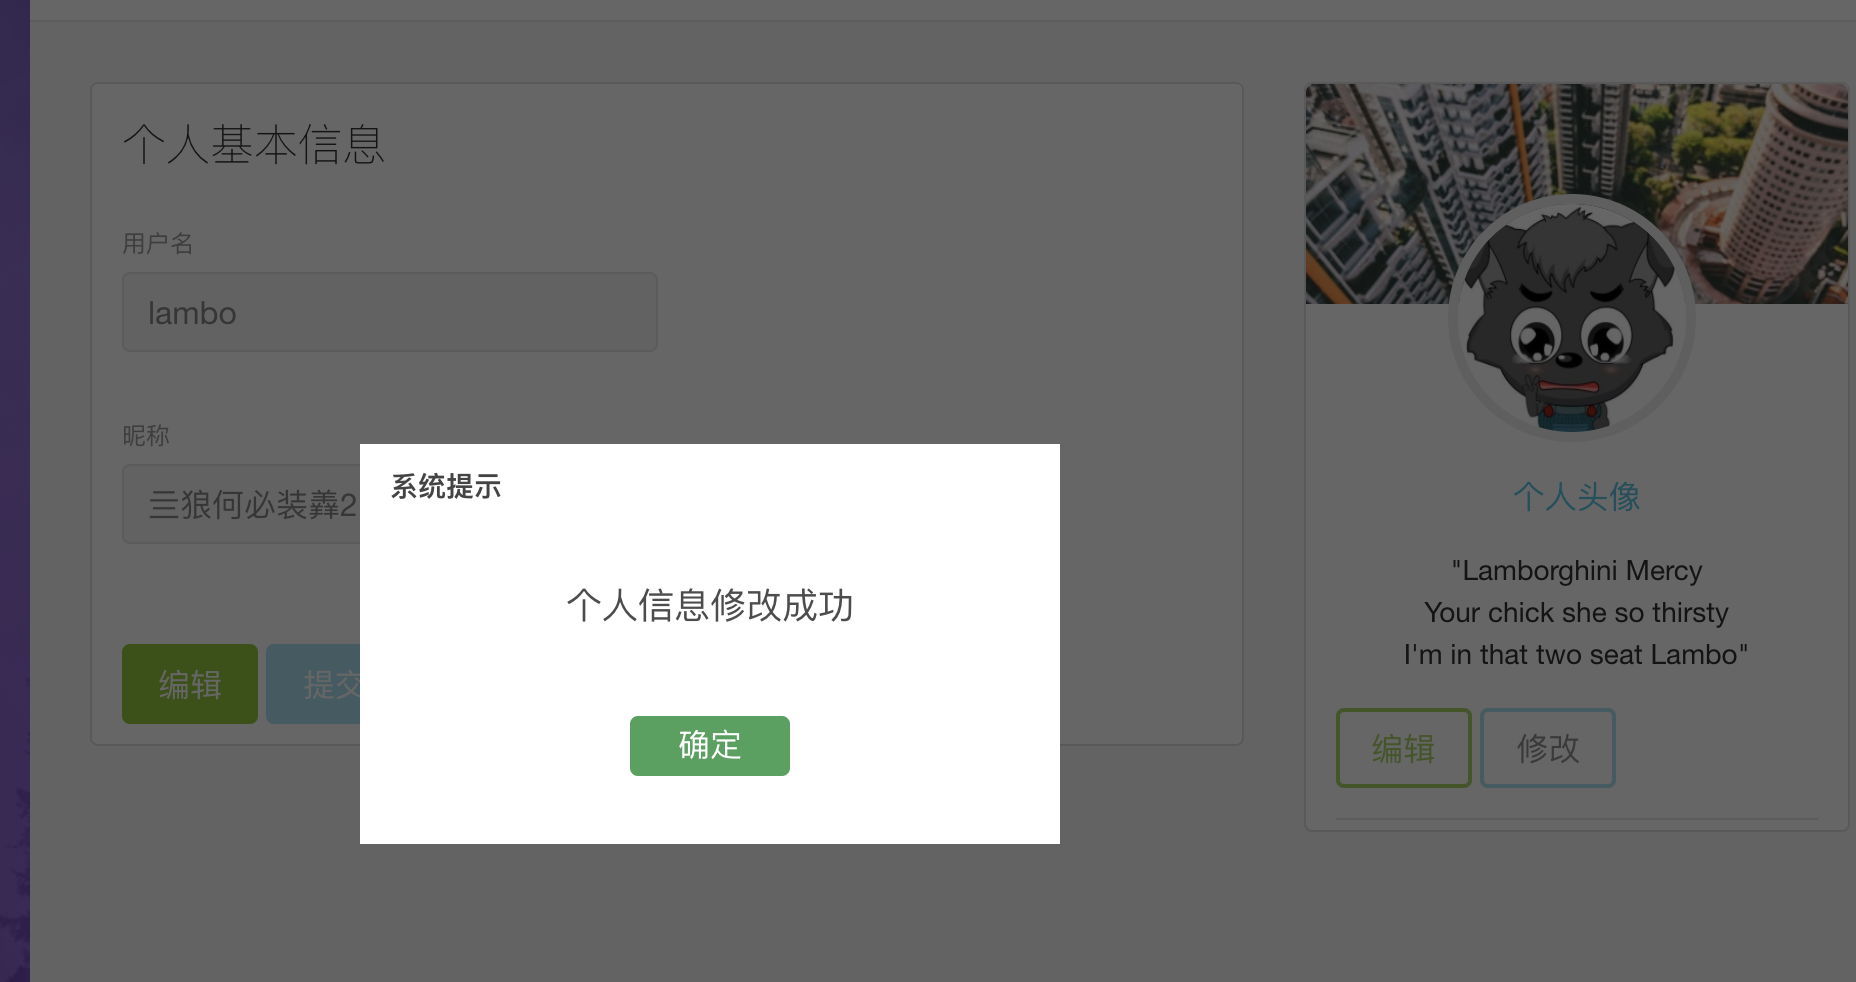 个人基本信息
用户名
lambo
昵称
亖狼何必装羴2
编辑
提交
系统提示
个人信息修改成功
确定
个人头像
"Lamborghini Mercy
Your chick she so thirsty
I'm in that two seat Lambo"
编辑
修改